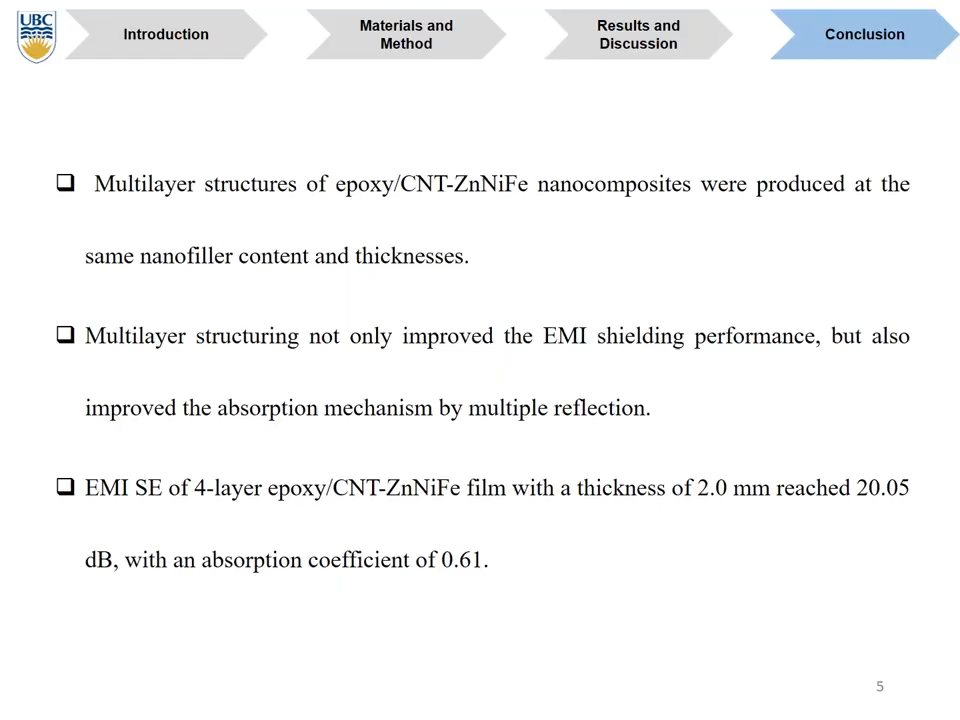 UBC
Introduction
Materials and
Method
Results and
Discussion
Conclusion
Multilayer structures of epoxy/CNT-ZnNiFe nanocomposites were produced at the
same nanofiller content and thicknesses.
Multilayer structuring not only improved the EMI shielding performance, but also
improved the absorption mechanism by multiple reflection.
EMI SE of 4-layer epoxy/CNT-ZnNiFe film with a thickness of 2.0 mm reached 20.05
dB, with an absorption coefficient of 0.61.
5